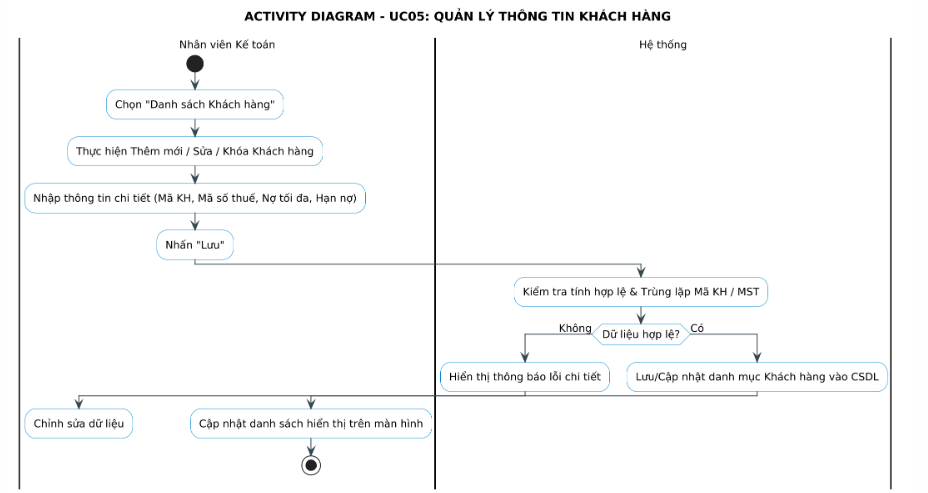 ACTIVITY DIAGRAM - UC05: QUẢN LÝ THÔNG TIN KHÁCH HÀNG
Nhân viên Kế toán
Hệ thống
Chọn "Danh sách Khách hàng"
Thực hiện Thêm mới / Sửa / Khóa Khách hàng
Nhập thông tin chi tiết (Mã KH, Mã số thuế, Nợ tối đa, Hạn nợ)
Nhấn "Lưu"
Kiểm tra tính hợp lệ & Trùng lặp Mã KH / MST
Không
Dữ liệu hợp lệ?
Có
Hiển thị thông báo lỗi chi tiết
Lưu/Cập nhật danh mục Khách hàng vào CSDL
Chỉnh sửa dữ liệu
Cập nhật danh sách hiển thị trên màn hình